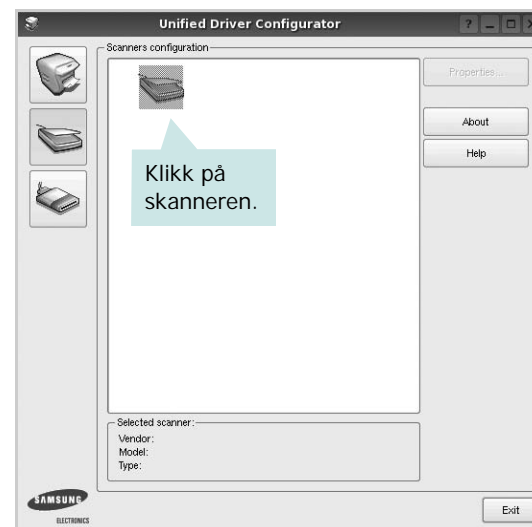 Unified Driver Configurator
Scanners configuration
Properties...
About
Help
Klikk på
skanneren.
Selected scanner:
Vendor:
Model:
Type:
SAMSUNG
ELECTRONICS
Exit